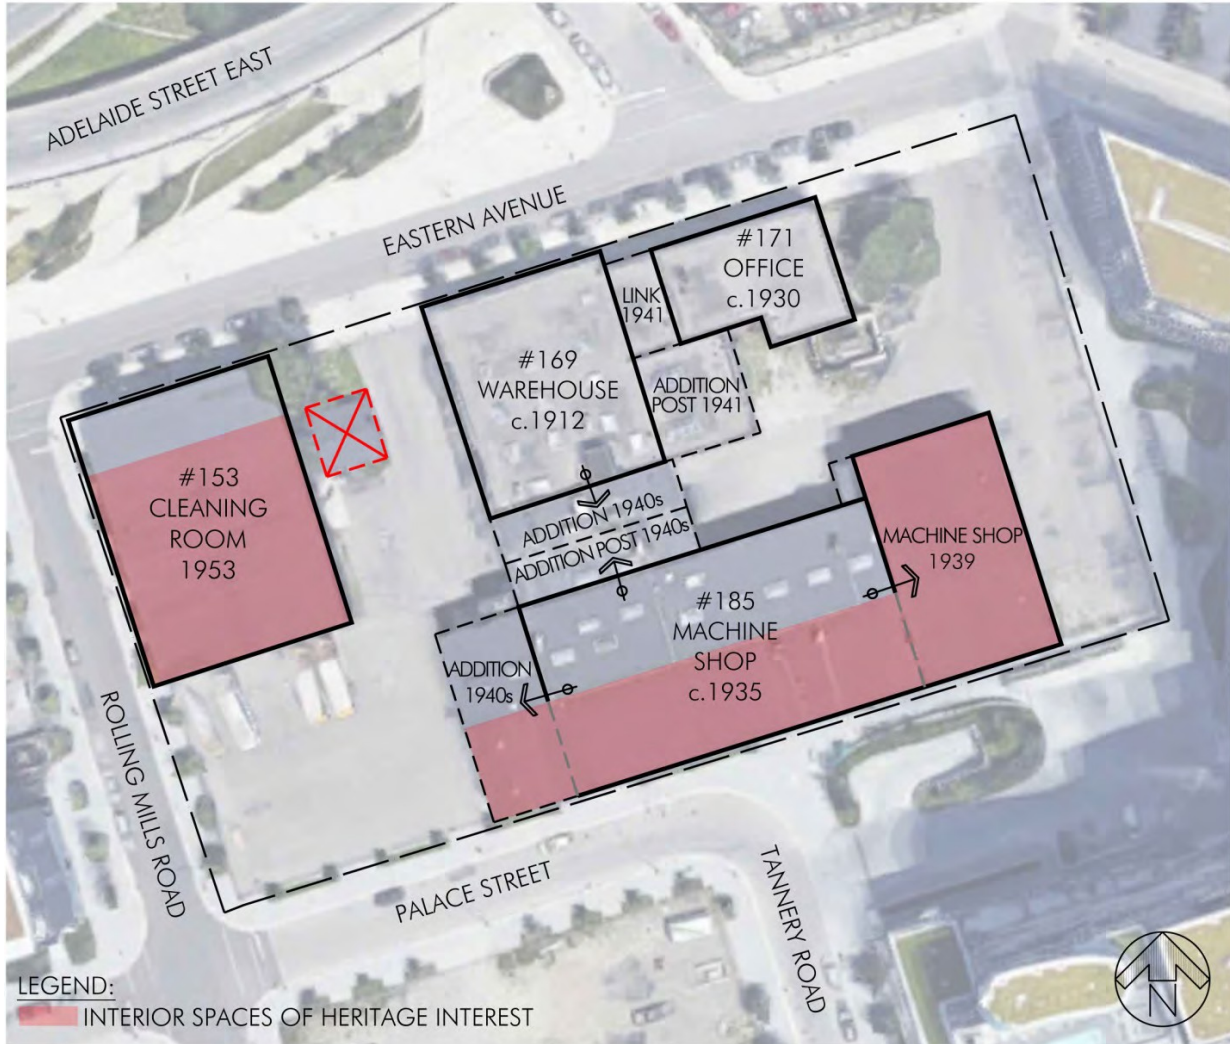 ADELAIDE STREET EAST
EASTERN AVENUE
#171
OFFICE
c.1930
LINK
1941
#169
WAREHOUSE
c.1912
ADDITION
POST 1941
#153
CLEANING
ROOM
1953
ADDITION 1940s
ADDITION POST 1940s
MACHINE SHOP
1939
#185
MACHINE
SHOP
c.1935
ADDITION
1940s
ROLLING MILLS ROAD
PALACE STREET
TANNERY ROAD
LEGEND:
INTERIOR SPACES OF HERITAGE INTEREST
N